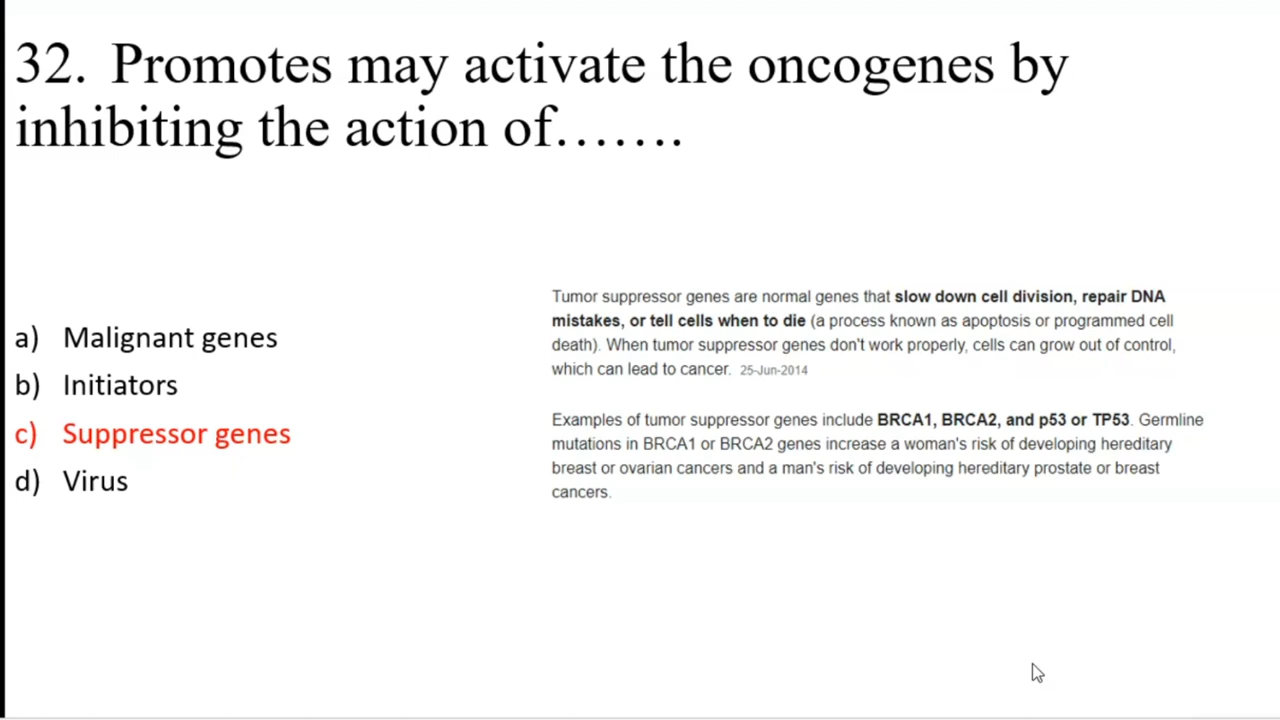 32. Promotes may activate the oncogenes by
inhibiting the action of…….
a) Malignant genes
b) Initiators
c) Suppressor genes
d) Virus
Tumor suppressor genes are normal genes that slow down cell division, repair DNA
mistakes, or tell cells when to die (a process known as apoptosis or programmed cell
death). When tumor suppressor genes don't work properly, cells can grow out of control,
which can lead to cancer. 25-Jun-2014
Examples of tumor suppressor genes include BRCA1, BRCA2, and p53 or TP53. Germline
mutations in BRCA1 or BRCA2 genes increase a woman's risk of developing hereditary
breast or ovarian cancers and a man's risk of developing hereditary prostate or breast
cancers.